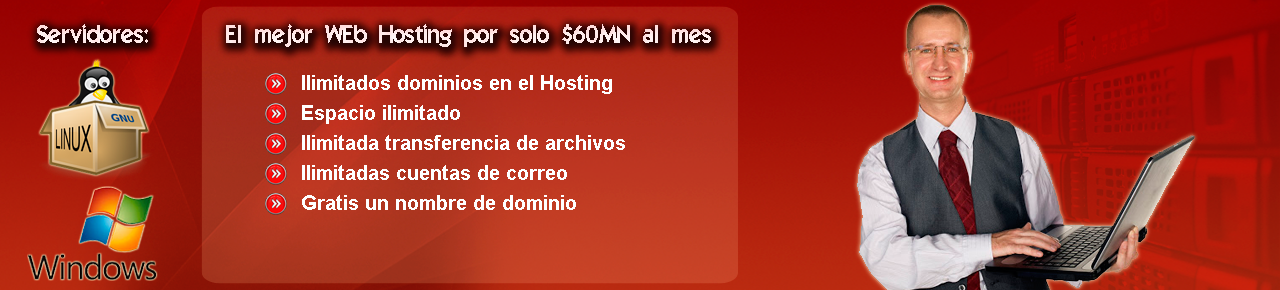 Servidores:
GNU
LINUX
Windows
El mejor WEb Hosting por solo $60MN al mes
Ilimitados dominios en el Hosting
Espacio ilimitado
Ilimitada transferencia de archivos
Ilimitadas cuentas de correo
Gratis un nombre de dominio